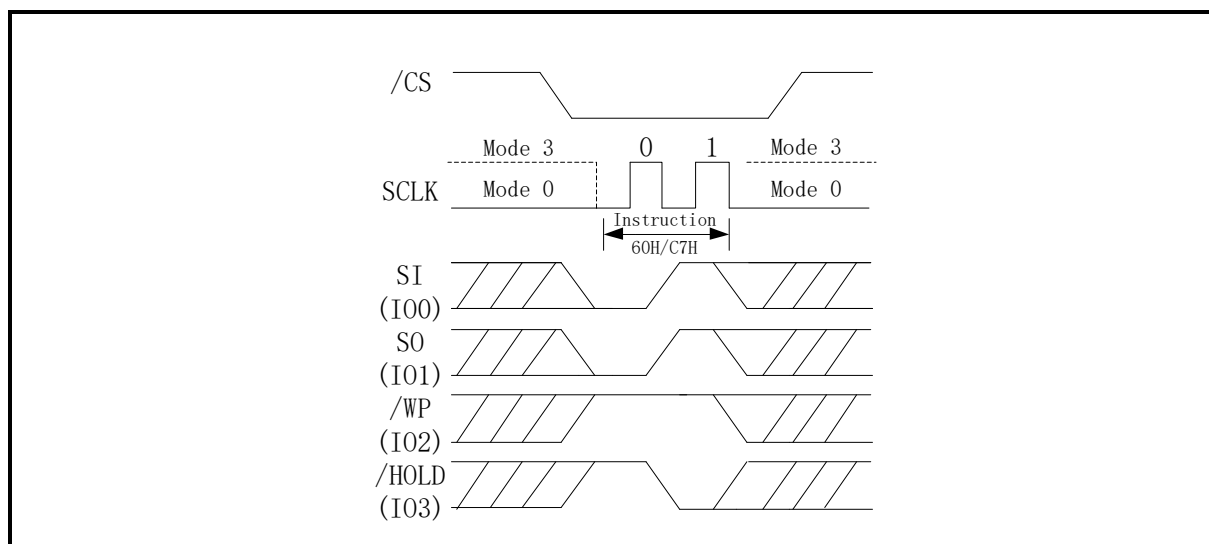 /CS
Mode 3 0 1 Mode 3
SCLK Mode 0 Mode 0
Instruction
60H/C7H
SI
(IO0)
SO
(IO1)
/WP
(IO2)
/HOLD
(IO3)